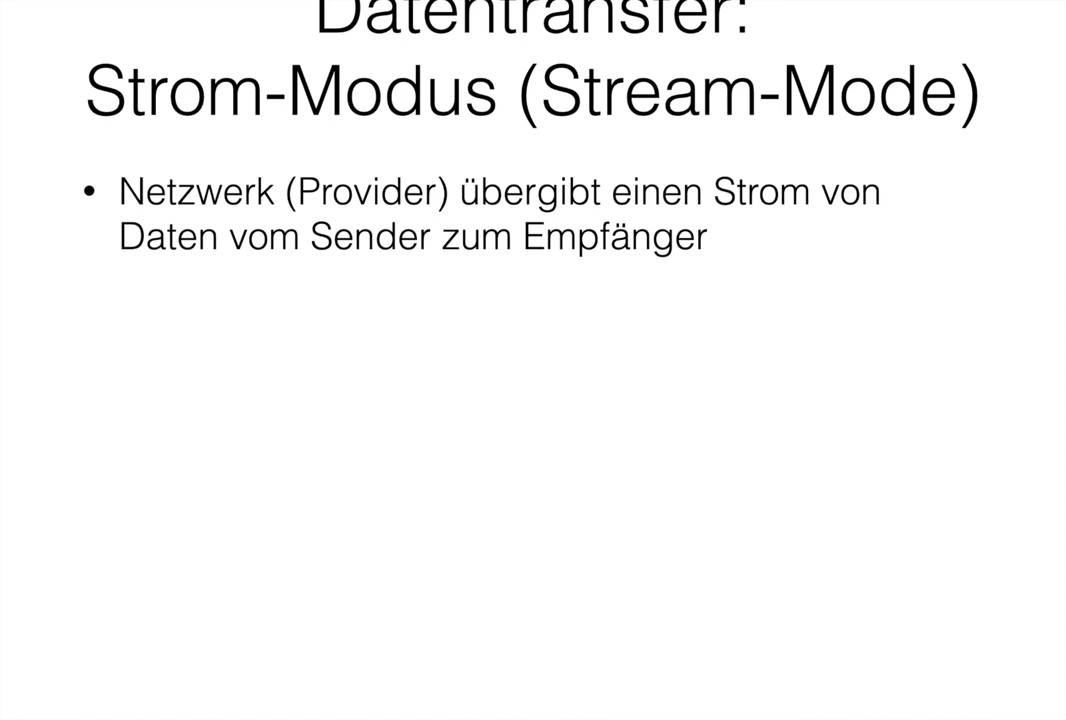 Datentransfer:
Strom-Modus (Stream-Mode)
• Netzwerk (Provider) übergibt einen Strom von
Daten vom Sender zum Empfänger